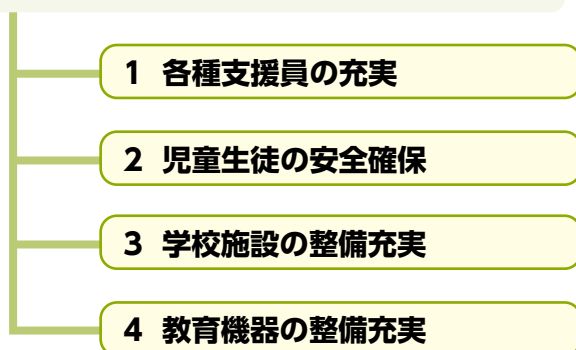 1 各種支援員の充実
2 児童生徒の安全確保
3 学校施設の整備充実
4 教育機器の整備充実